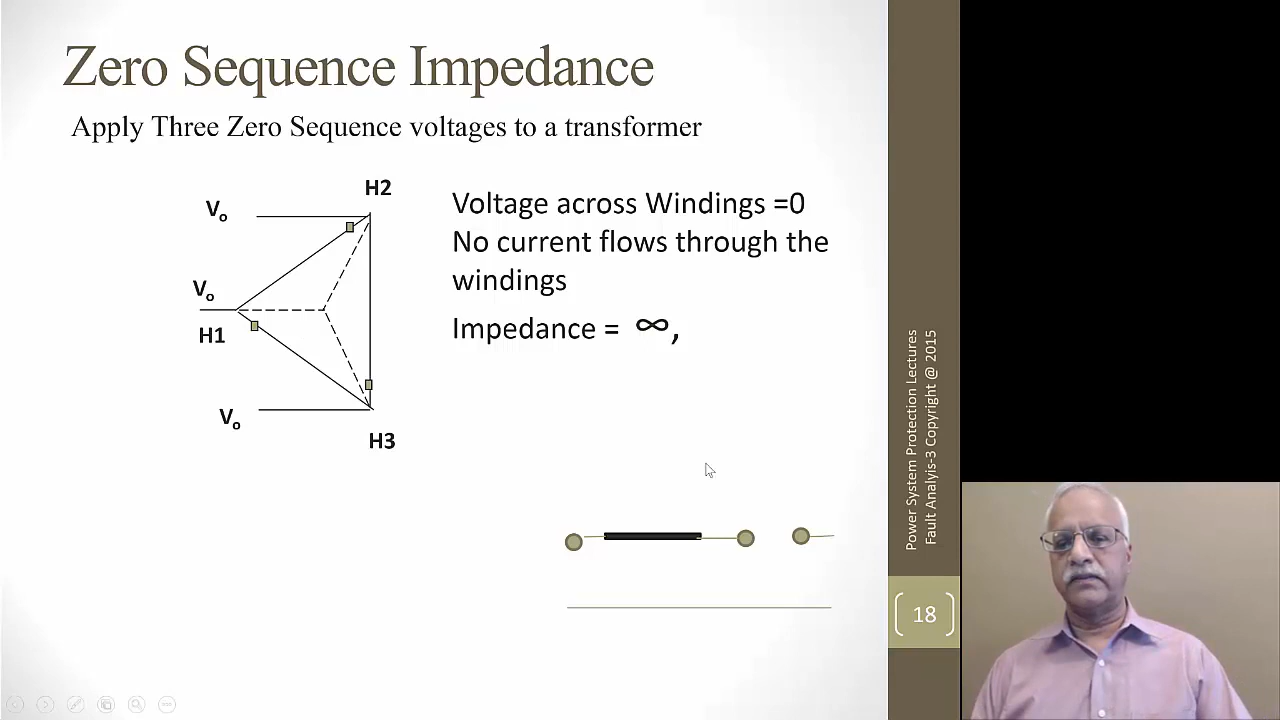 Zero Sequence Impedance
Apply Three Zero Sequence voltages to a transformer
H2
Vo
Vo
H1
Vo
H3
Voltage across Windings =0
No current flows through the
windings
Impedance = ∞,
Power System Protection Lectures
Fault Analyis-3 Copyright @ 2015
18